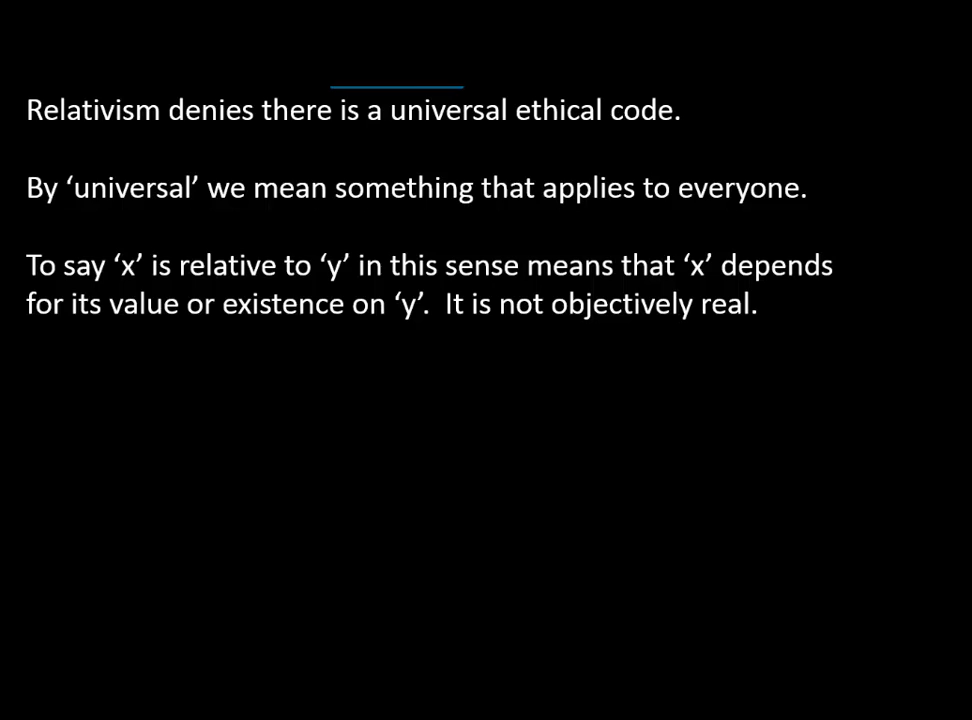 Relativism denies there is a universal ethical code.
By ‘universal’ we mean something that applies to everyone.
To say ‘x’ is relative to ‘y’ in this sense means that ‘x’ depends
for its value or existence on ‘y’.  It is not objectively real.